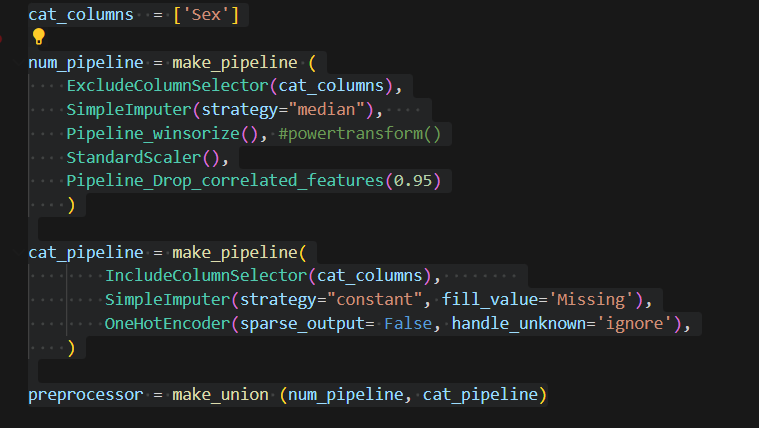 cat_columns = ['Sex']
num_pipeline = make_pipeline (
ExcludeColumnSelector(cat_columns),
SimpleImputer(strategy="median"),
Pipeline_winsorize(), #powertransform()
StandardScaler(),
Pipeline_Drop_correlated_features(0.95)
)
cat_pipeline = make_pipeline(
IncludeColumnSelector(cat_columns),
SimpleImputer(strategy="constant", fill_value='Missing'),
OneHotEncoder(sparse_output= False, handle_unknown='ignore'),
)
preprocessor = make_union (num_pipeline, cat_pipeline)